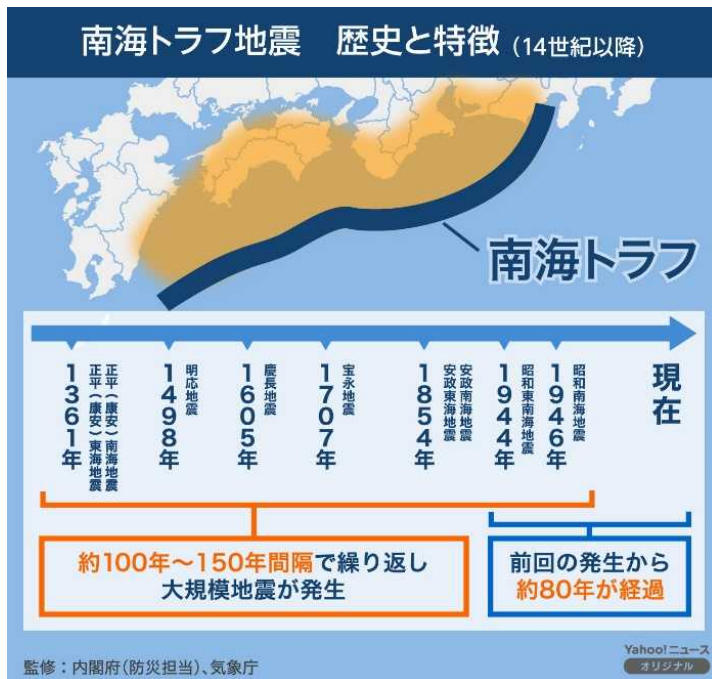 南海トラフ地震 歴史と特徴（14世紀以降）
南海トラフ
1361年
正平（康安）南海地震
正平（康安）東海地震
1498年
明応地震
1605年
慶長地震
1707年
宝永地震
1854年
安政南海地震
安政東海地震
1944年
昭和東南海地震
1946年
昭和南海地震
現在
約100年～150年間隔で繰り返し
大規模地震が発生
前回の発生から
約80年が経過
監修：内閣府（防災担当）、気象庁
Yahoo!ニュース
オリジナル